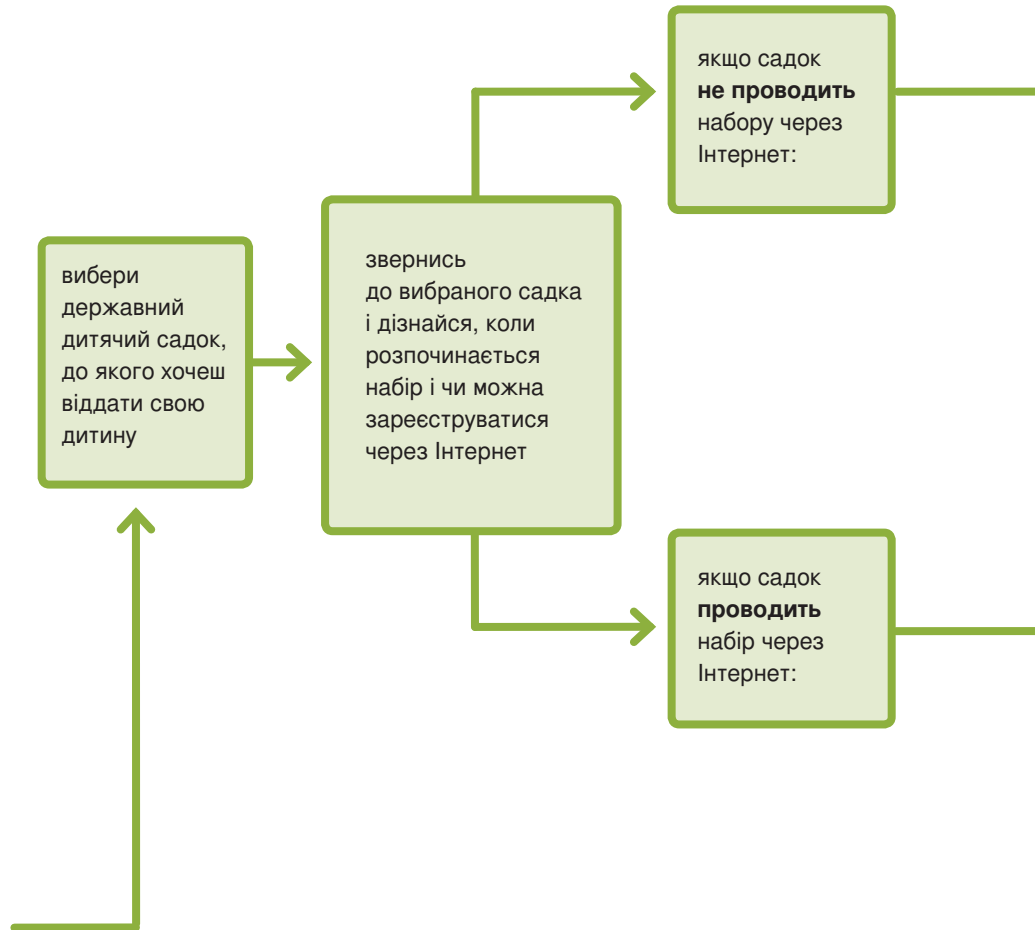 вибери
державний
дитячий садок,
до якого хочеш
віддати свою
дитину
звернись
до вибраного садка
і дізнайся, коли
розпочинається
набір і чи можна
зареєструватися
через Інтернет
якщо садок
не проводить
набору через
Інтернет:
якщо садок
проводить
набір через
Інтернет: